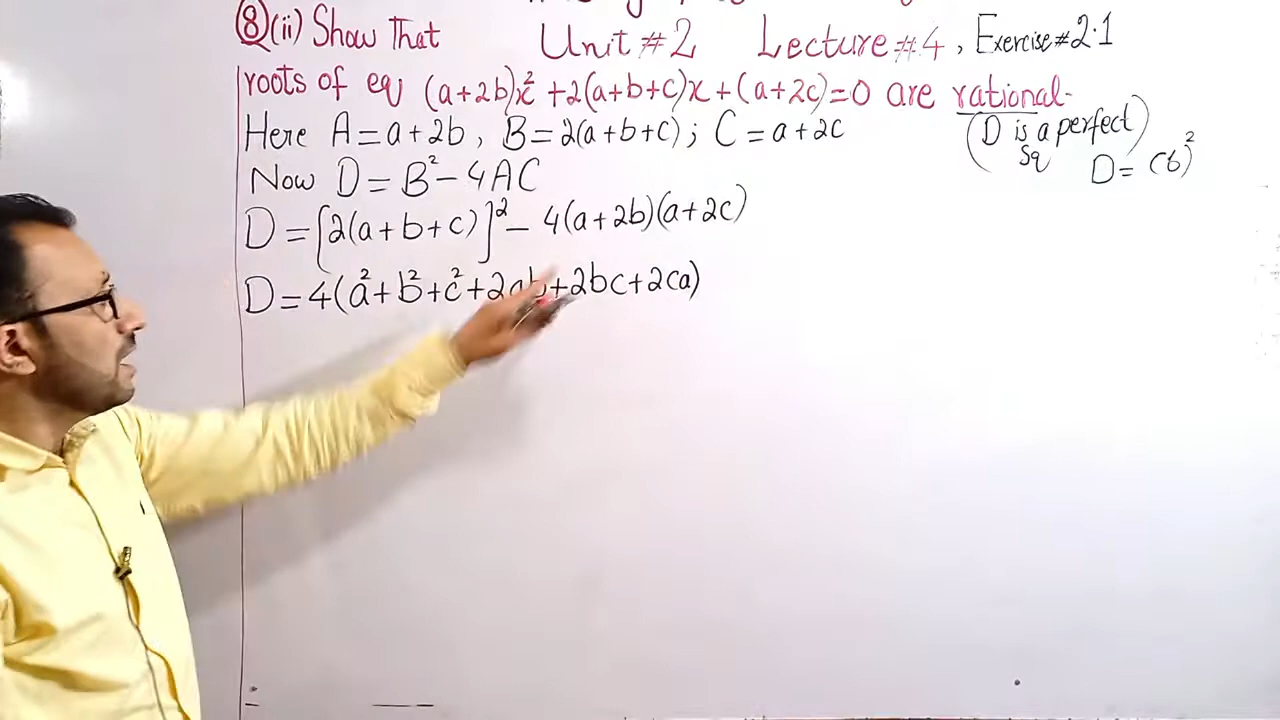 ⑧(ii) Show That Unit #2 Lecture #4, Exercise #2.1
roots of eq (a+2b)x²+2(a+b+c)x+(a+2c)=0 are rational-
Here A=a+2b, B=2(a+b+c); C=a+2c
(D is a perfect)
Sq D=(b)²
Now D=B²-4AC
D=[2(a+b+c)]²-4(a+2b)(a+2c)
D=4(a²+b²+c²+2ab+2bc+2ca)